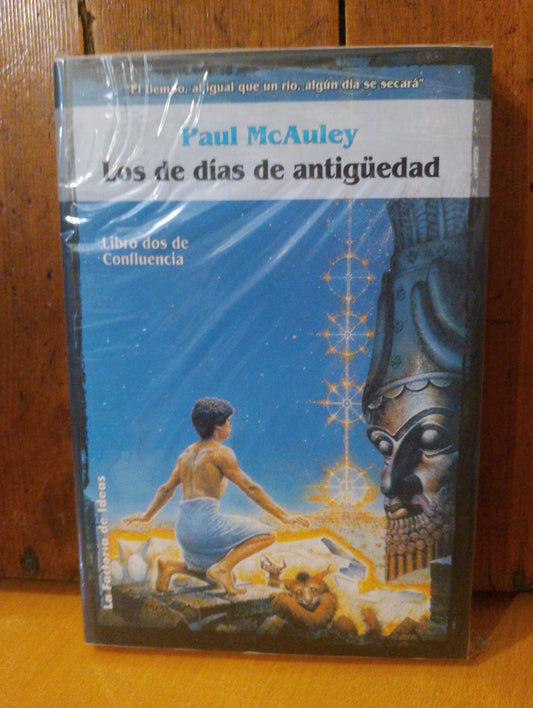 "El tiempo, al igual que un río, algún día se secará"
Paul McAuley
Los de días de antigüedad
Libro dos de
Confluencia
La Factoría de Ideas